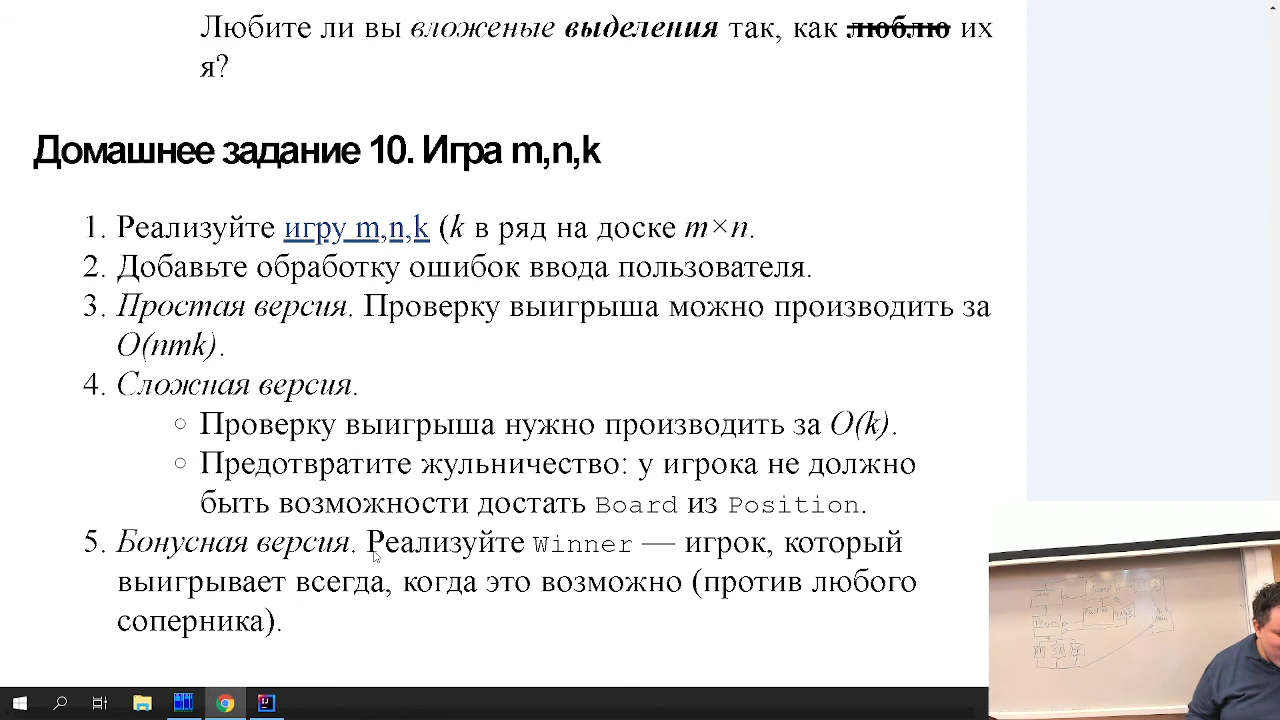 Любите ли вы вложеные выделения так, как люблю их
я?
Домашнее задание 10. Игра m,n,k
1. Реализуйте игру m,n,k (k в ряд на доске m×n.
2. Добавьте обработку ошибок ввода пользователя.
3. Простая версия. Проверку выигрыша можно производить за
O(nmk).
4. Сложная версия.
○ Проверку выигрыша нужно производить за O(k).
○ Предотвратите жульничество: у игрока не должно
быть возможности достать Board из Position.
5. Бонусная версия. Реализуйте Winner — игрок, который
выигрывает всегда, когда это возможно (против любого
соперника).